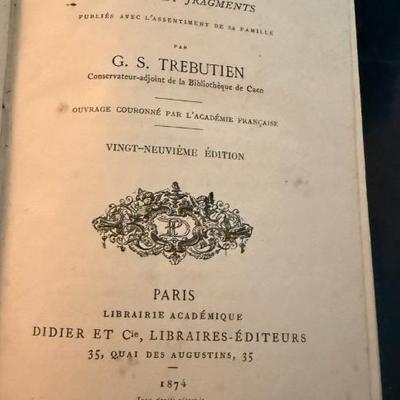 FRAGMENTS
PUBLIÉS AVEC L'ASSENTIMENT DE SA FAMILLE
PAR
G. S. TREBUTIEN
Conservateur-adjoint de la Bibliothèque de Caen
OUVRAGE COURONNÉ PAR L'ACADÉMIE FRANÇAISE
VINGT-NEUVIÈME ÉDITION
PARIS
LIBRAIRIE ACADÉMIQUE
DIDIER ET Cie, LIBRAIRES-ÉDITEURS
35, QUAI DES AUGUSTINS, 35
1874